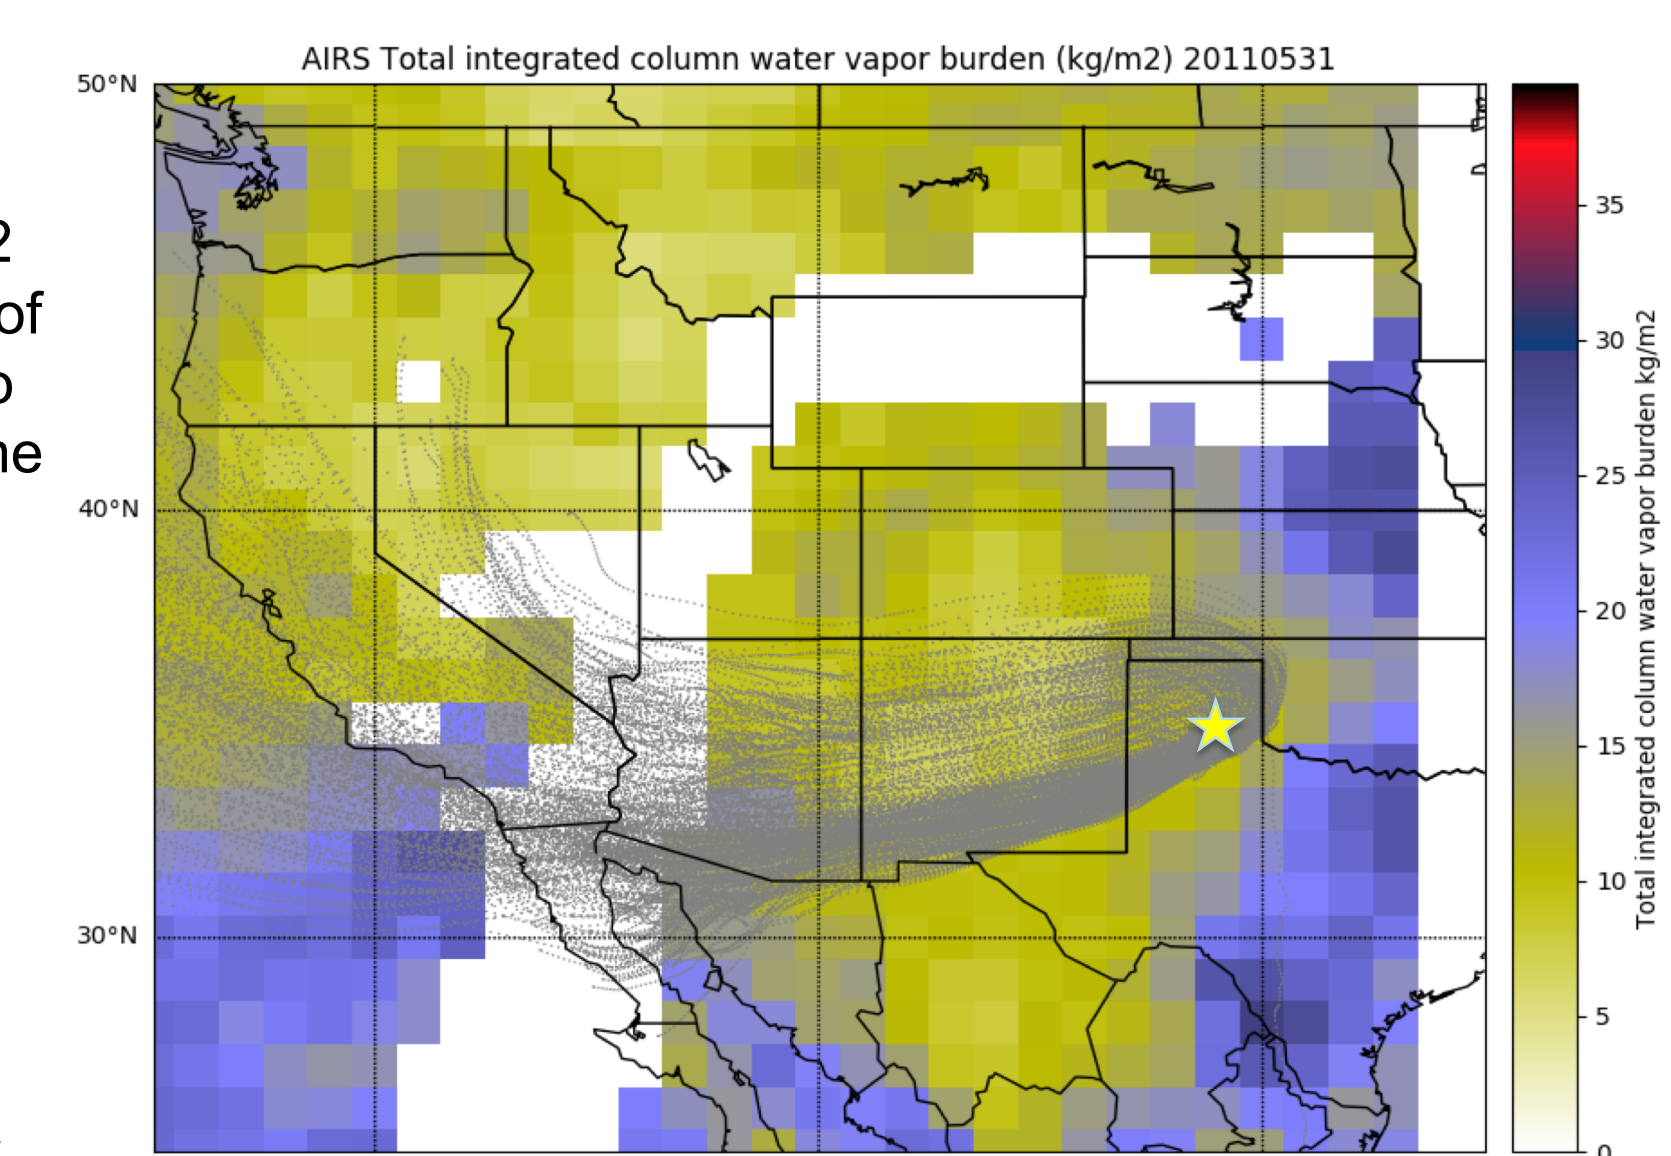 AIRS Total integrated column water vapor burden (kg/m2) 20110531
50°N
40°N
30°N
2
of
o
ne
35
30
25
20
15
10
5
0
Total integrated column water vapor burden kg/m2